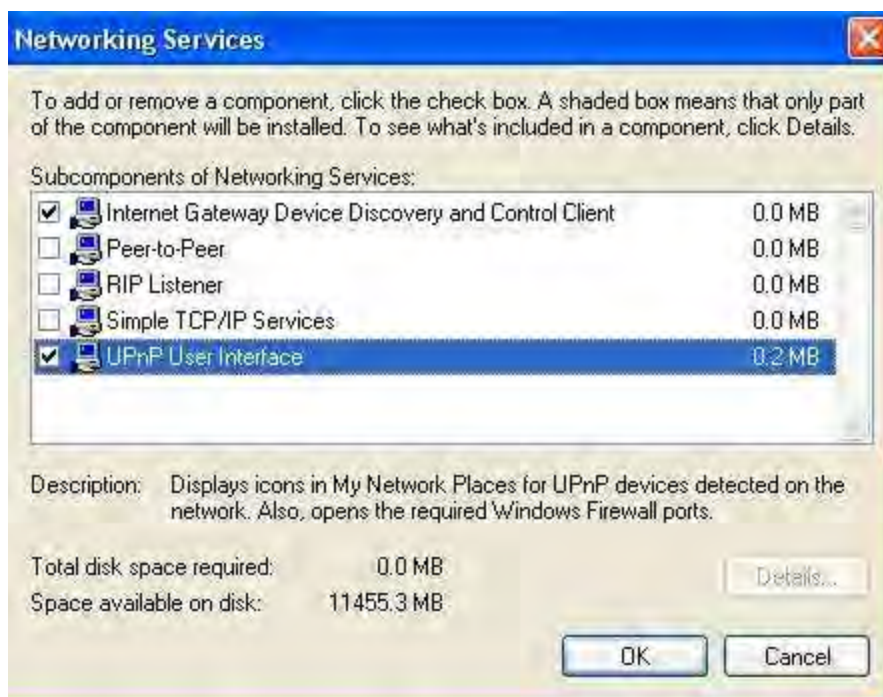 Networking Services
To add or remove a component, click the check box. A shaded box means that only part
of the component will be installed. To see what's included in a component, click Details.
Subcomponents of Networking Services:
Internet Gateway Device Discovery and Control Client 0.0 MB
Peer-to-Peer 0.0 MB
RIP Listener 0.0 MB
Simple TCP/IP Services 0.0 MB
UPnP User Interface 0.2 MB
Description: Displays icons in My Network Places for UPnP devices detected on the
network. Also, opens the required Windows Firewall ports.
Total disk space required: 0.0 MB
Details...
Space available on disk: 11455.3 MB
OK Cancel